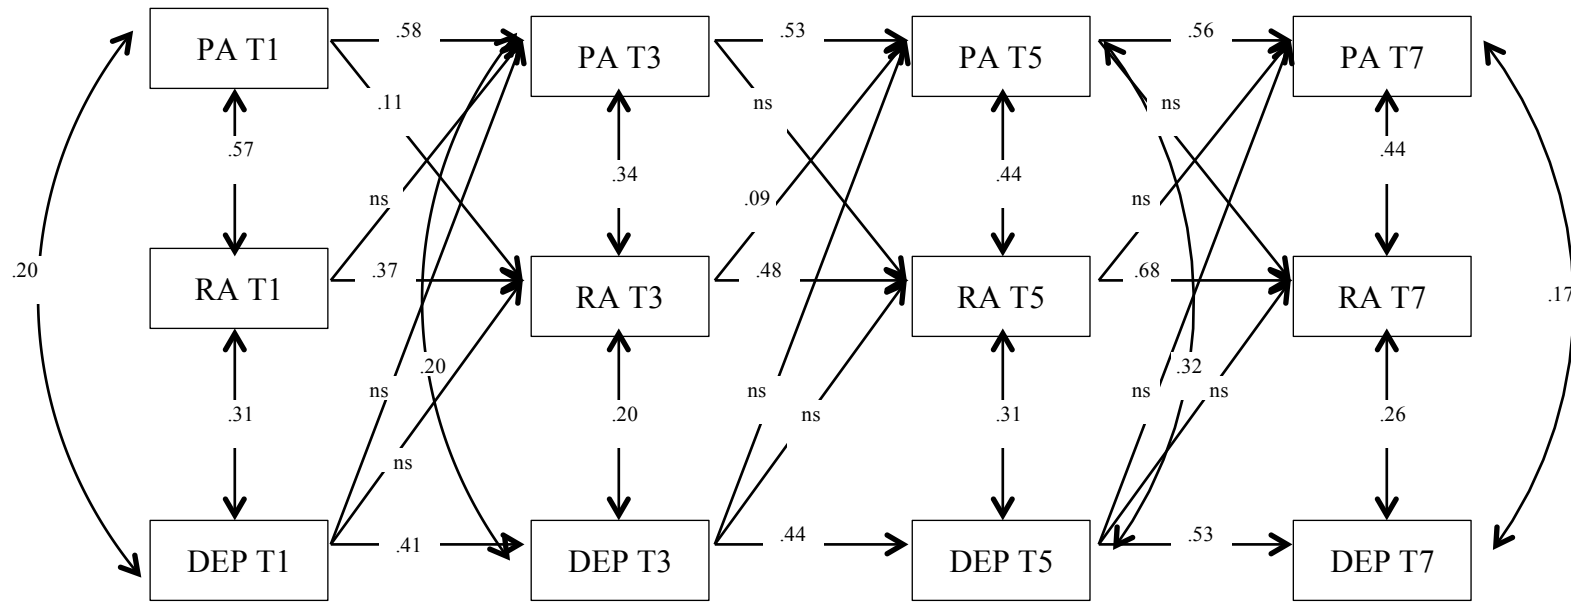 PA T1
.58
PA T3
.53
PA T5
.56
PA T7
.11
ns
ns
.57
.34
.44
.44
ns
.09
ns
.20
RA T1
.37
RA T3
.48
RA T5
.68
RA T7
.17
ns
.20
ns
ns
.32
ns
.31
.20
ns
.31
.26
ns
DEP T1
.41
DEP T3
.44
DEP T5
.53
DEP T7